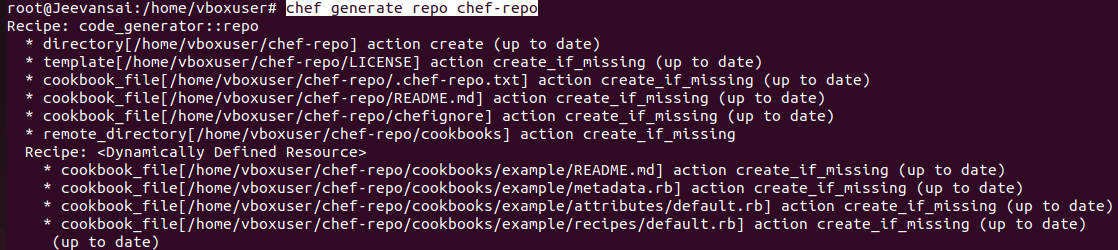 root@Jeevansai:/home/vboxuser# chef generate repo chef-repo
Recipe: code_generator::repo
  * directory[/home/vboxuser/chef-repo] action create (up to date)
  * template[/home/vboxuser/chef-repo/LICENSE] action create_if_missing (up to date)
  * cookbook_file[/home/vboxuser/chef-repo/.chef-repo.txt] action create_if_missing (up to date)
  * cookbook_file[/home/vboxuser/chef-repo/README.md] action create_if_missing (up to date)
  * cookbook_file[/home/vboxuser/chef-repo/chefignore] action create_if_missing (up to date)
  * remote_directory[/home/vboxuser/chef-repo/cookbooks] action create_if_missing
  Recipe: <Dynamically Defined Resource>
    * cookbook_file[/home/vboxuser/chef-repo/cookbooks/example/README.md] action create_if_missing (up to date)
    * cookbook_file[/home/vboxuser/chef-repo/cookbooks/example/metadata.rb] action create_if_missing (up to date)
    * cookbook_file[/home/vboxuser/chef-repo/cookbooks/example/attributes/default.rb] action create_if_missing (up to date)
    * cookbook_file[/home/vboxuser/chef-repo/cookbooks/example/recipes/default.rb] action create_if_missing (up to date)
     (up to date)